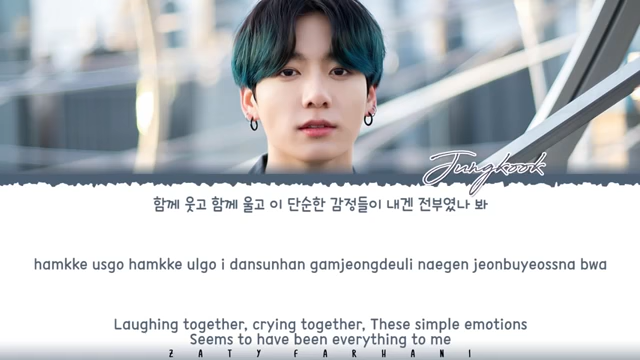 Jungkook
함께 웃고 함께 울고 이 단순한 감정들이 내겐 전부였나 봐
hamkke usgo hamkke ulgo i dansunhan gamjeongdeuli naegen jeonbuyeossna bwa
Laughing together, crying together, These simple emotions
Seems to have been everything to me
ZATY FARHANI